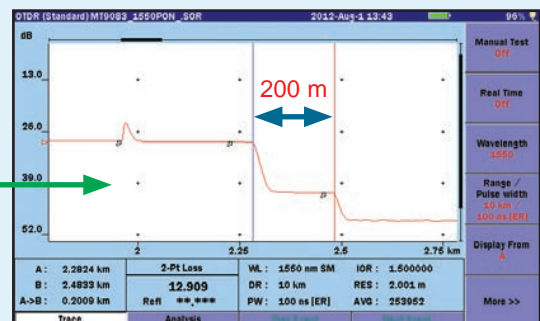 OTDR (Standard) MT9083_1550PON_.SOR 2012-Aug-1 13:43 96%
dB
13.0
26.0
39.0
52.0
200 m
2 2.25 2.5 2.75 km
Manual Test
Off
Real Time
Off
Wavelength
1550
Range /
Pulse width
10 km /
100 ns [ER]
Display From
A
More >>
A: 2.2824 km 2-Pt Loss WL: 1550 nm SM IOR: 1.500000
B: 2.4833 km 12.909 DR: 10 km RES: 2.001 m
A->B: 0.2009 km Refl **.*** PW: 100 ns [ER] AVG: 253952
Trace Analysis